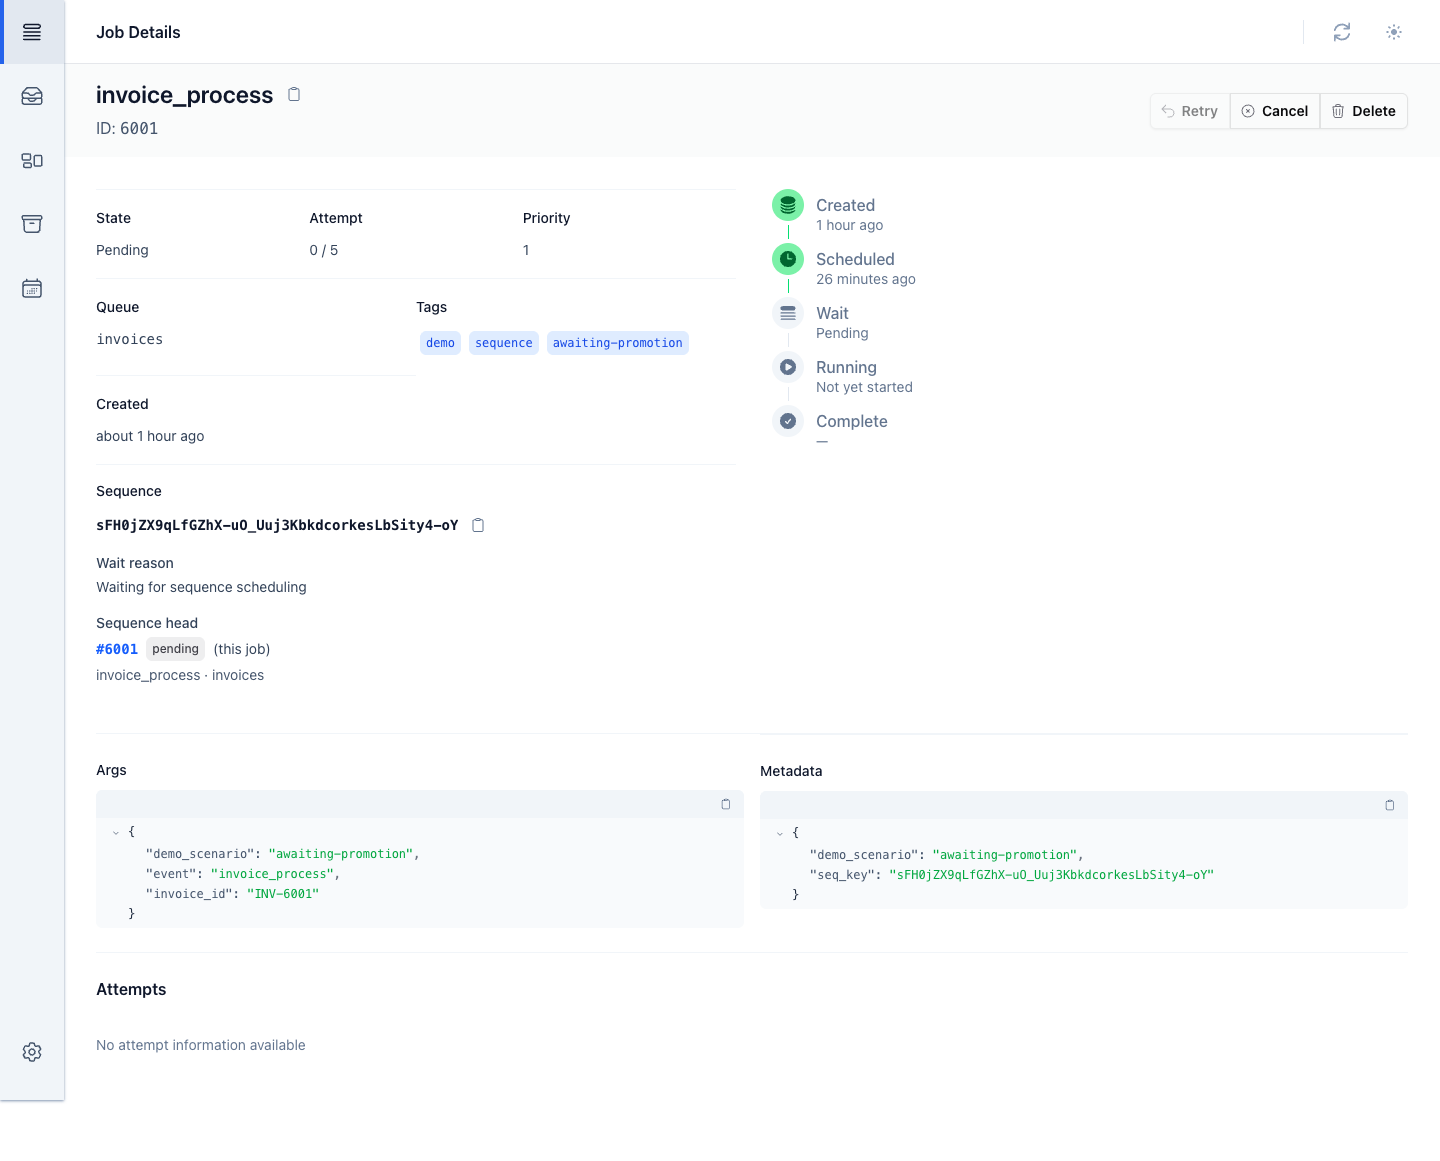 Job Details
invoice_process
ID: 6001
Retry
Cancel
Delete
State
Attempt
Priority
Pending
0 / 5
1
Queue
Tags
invoices
demo
sequence
awaiting-promotion
Created
about 1 hour ago
Sequence
sFH0jZX9qLfGZhX-uO_Uuj3KbkdcorkesLbSity4-oY
Wait reason
Waiting for sequence scheduling
Sequence head
#6001 pending (this job)
invoice_process · invoices
Created
1 hour ago
Scheduled
26 minutes ago
Wait
Pending
Running
Not yet started
Complete
—
Args
{
"demo_scenario": "awaiting-promotion",
"event": "invoice_process",
"invoice_id": "INV-6001"
}
Metadata
{
"demo_scenario": "awaiting-promotion",
"seq_key": "sFH0jZX9qLfGZhX-uO_Uuj3KbkdcorkesLbSity4-oY"
}
Attempts
No attempt information available